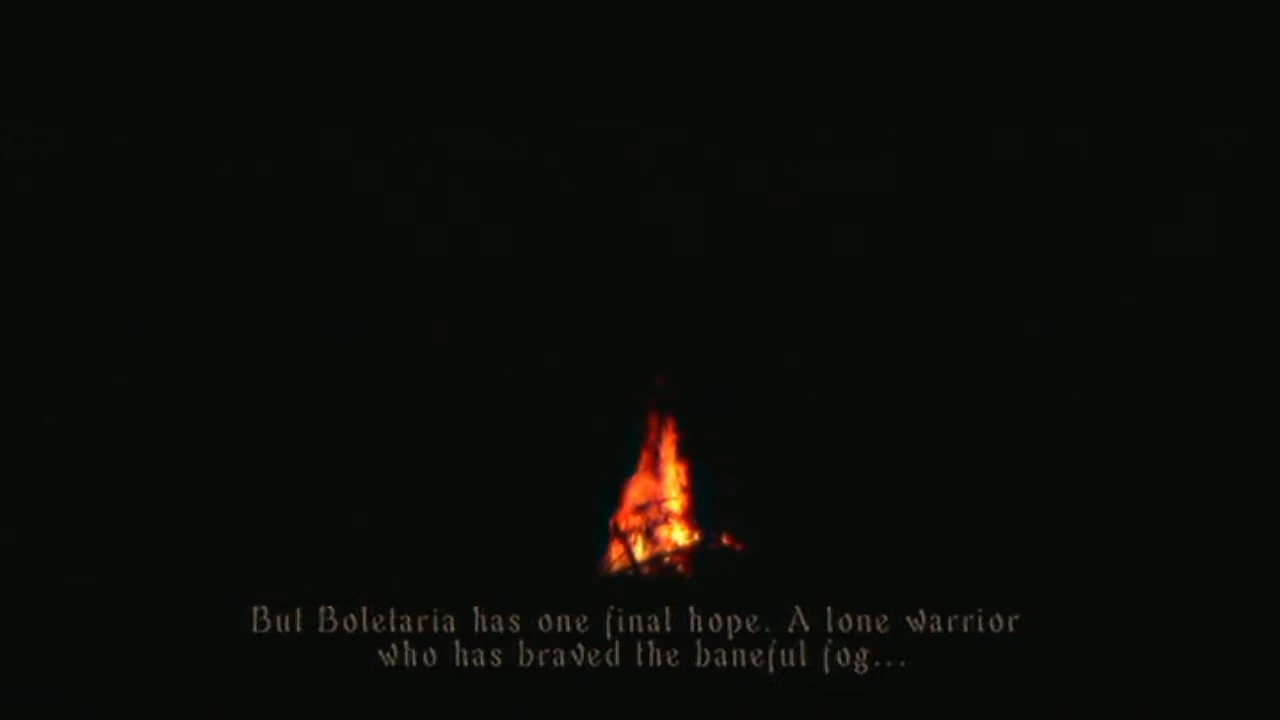 But Boletaria has one final hope. A lone warrior
who has braved the baneful fog...